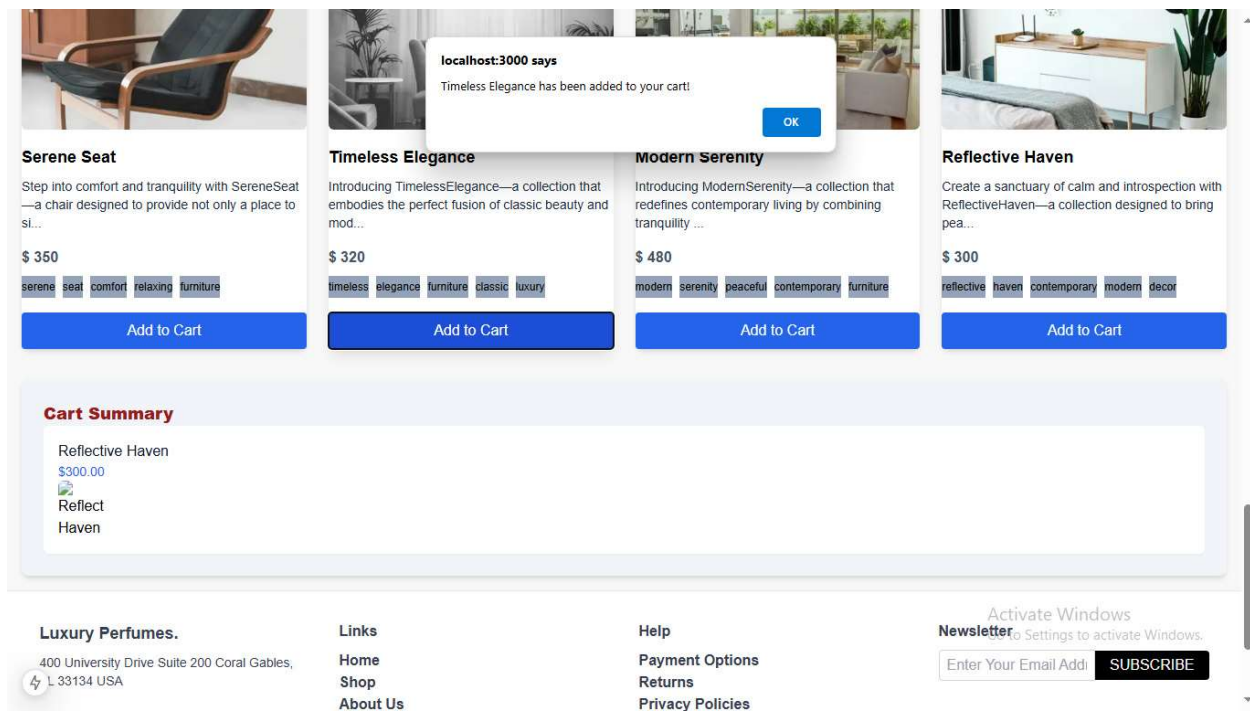 localhost:3000 says
Timeless Elegance has been added to your cart!
OK
Serene Seat
Step into comfort and tranquility with SereneSeat
—a chair designed to provide not only a place to
si...
$ 350
serene seat comfort relaxing furniture
Add to Cart
Timeless Elegance
Introducing TimelessElegance—a collection that
embodies the perfect fusion of classic beauty and
mod...
$ 320
timeless elegance furniture classic luxury
Add to Cart
Modern Serenity
Introducing ModernSerenity—a collection that
redefines contemporary living by combining
tranquility ...
$ 480
modern serenity peaceful contemporary furniture
Add to Cart
Reflective Haven
Create a sanctuary of calm and introspection with
ReflectiveHaven—a collection designed to bring
pea...
$ 300
reflective haven contemporary modern decor
Add to Cart
Cart Summary
Reflective Haven
$300.00
Reflect
Haven
Luxury Perfumes.
400 University Drive Suite 200 Coral Gables,
33134 USA
Links
Home
Shop
About Us
Help
Payment Options
Returns
Privacy Policies
Newsletter
Enter Your Email Add
SUBSCRIBE
Activate Windows
to Settings to activate Windows.